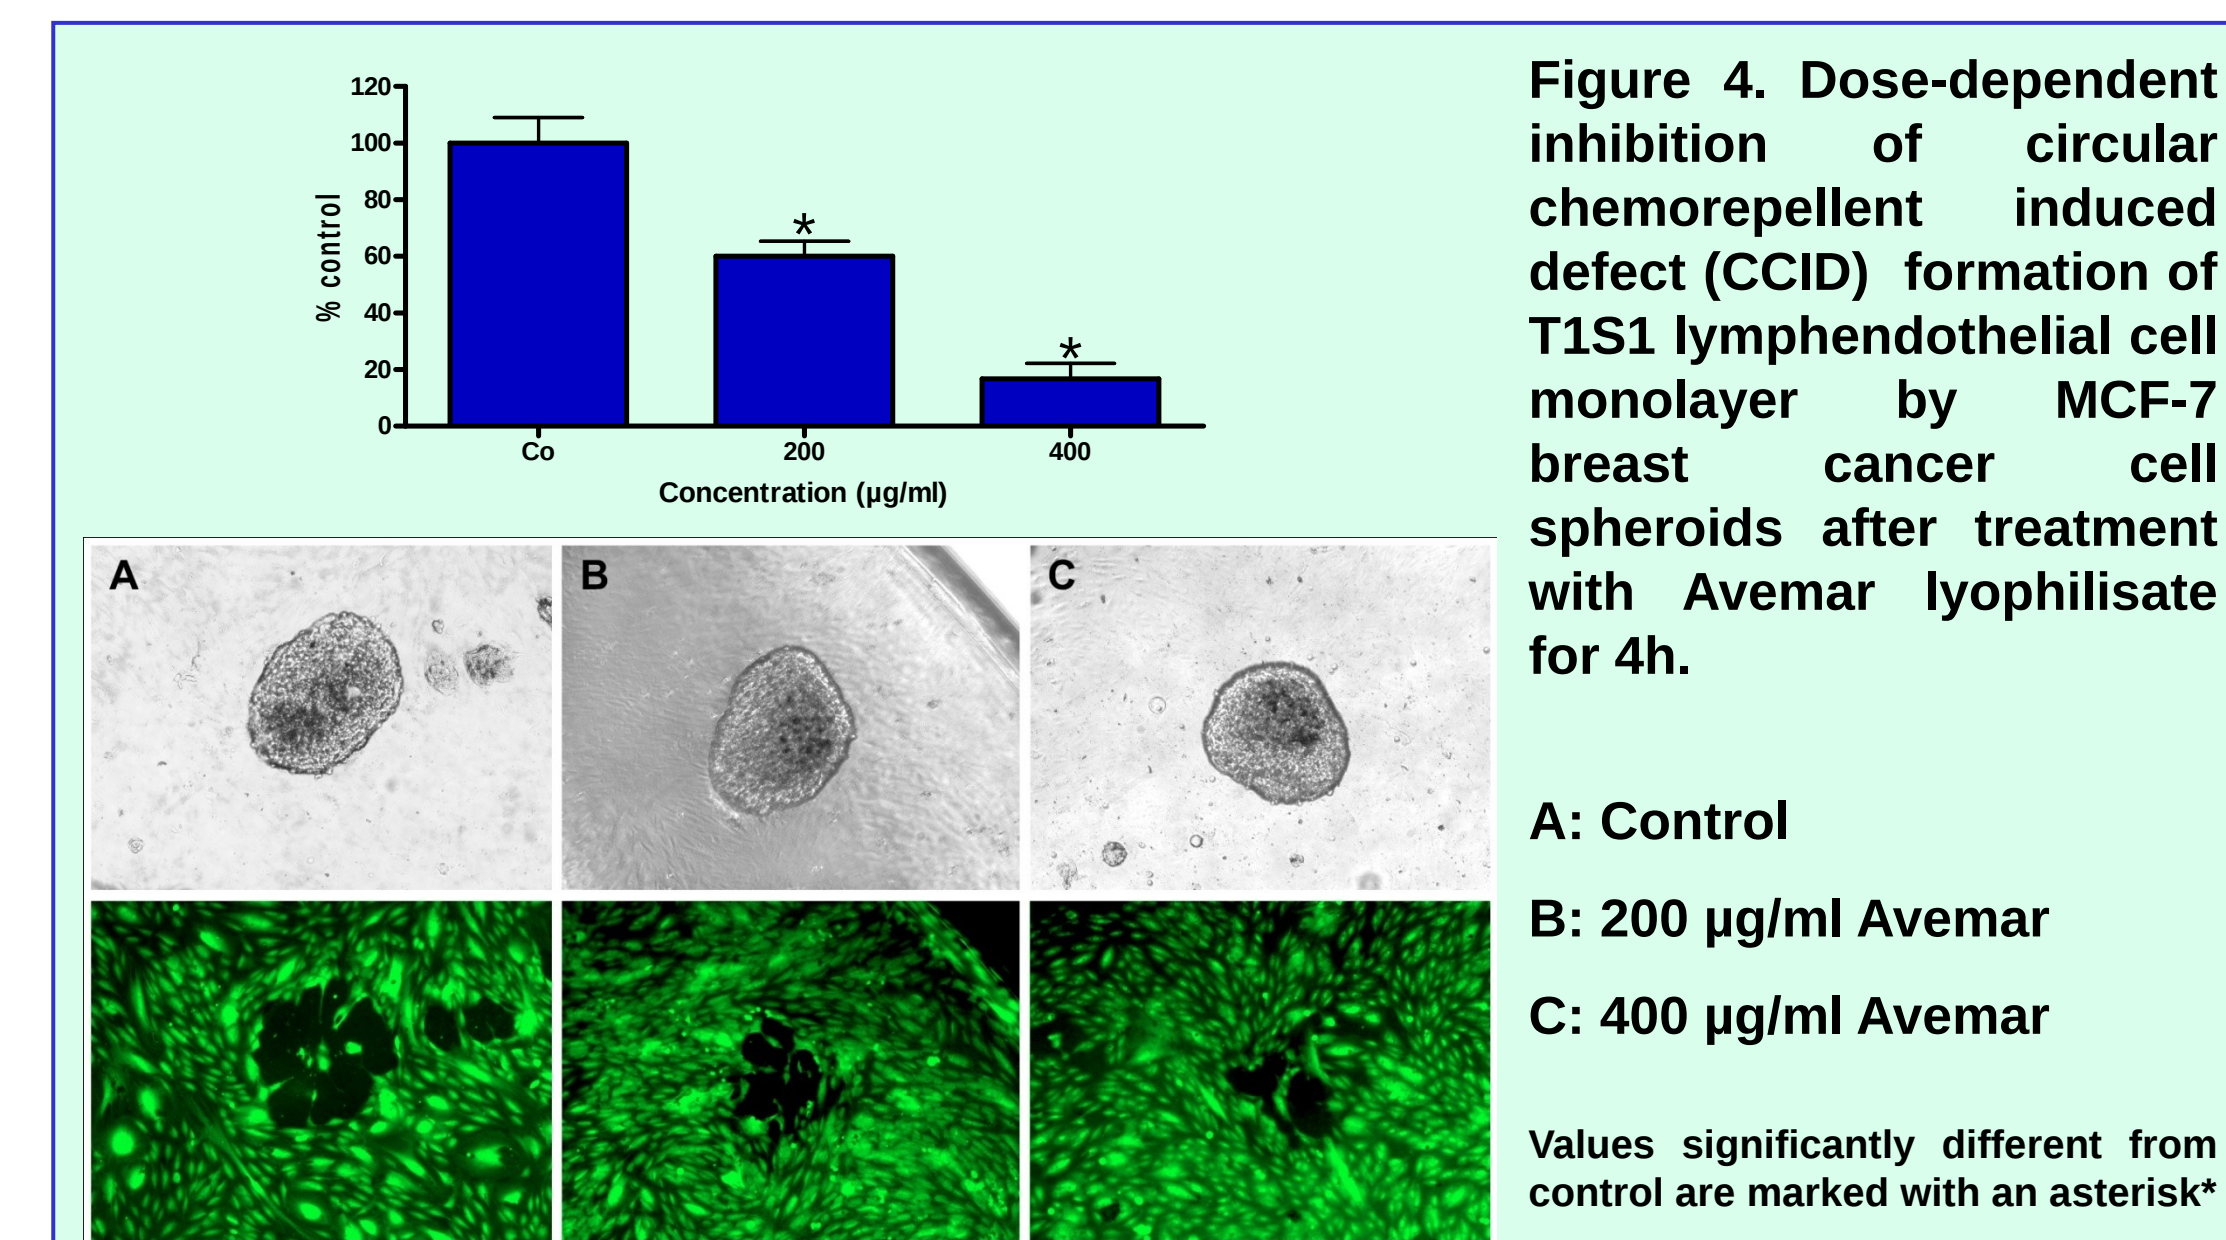 120
100
80
60
40
20
0
% control
*
*
Co
200
400
Concentration (µg/ml)
A
B
C
Figure 4. Dose-dependent
inhibition of circular
chemorepellent induced
defect (CCID) formation of
T1S1 lymphendothelial cell
monolayer by MCF-7
breast cancer cell
spheroids after treatment
with Avemar lyophilisate
for 4h.
A: Control
B: 200 µg/ml Avemar
C: 400 µg/ml Avemar
Values significantly different from
control are marked with an asterisk*